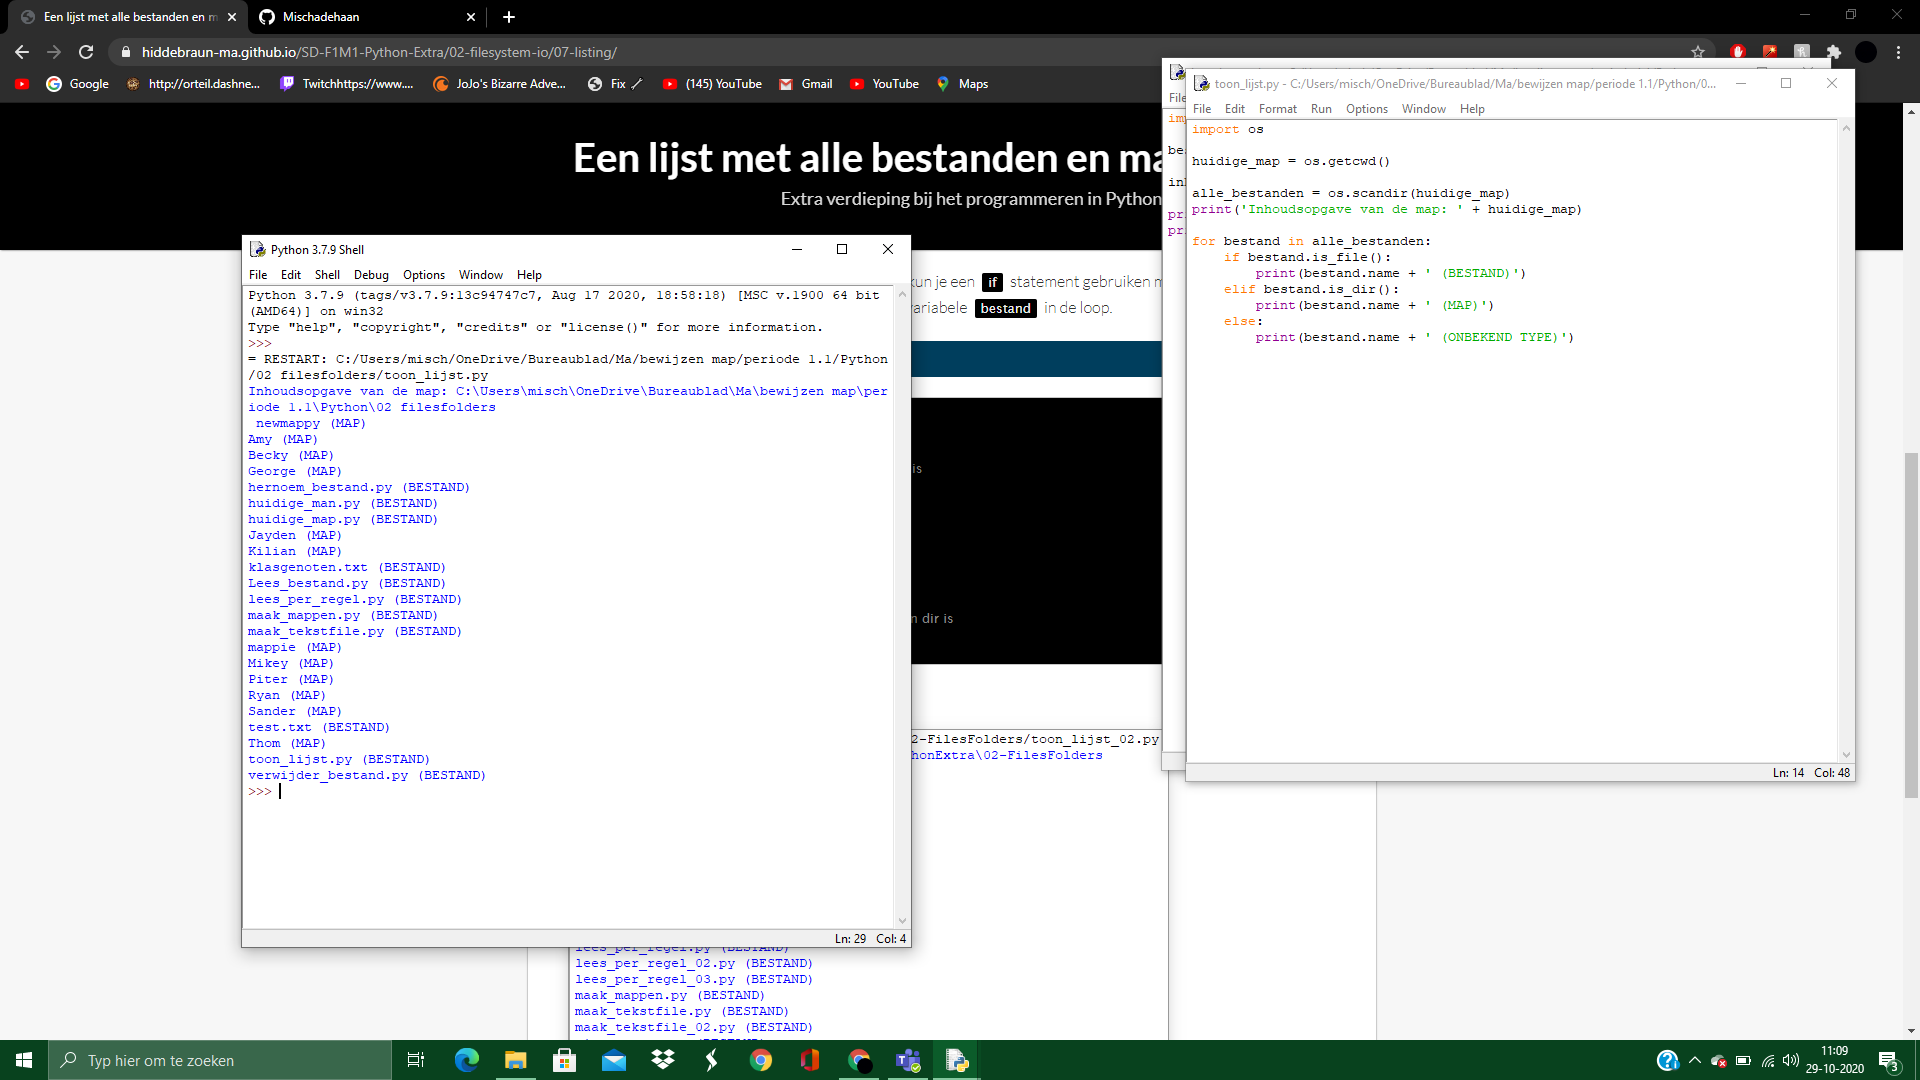 Een lijst met alle bestanden en m
Mischadehaan
hiddebraun-ma.github.io/SD-F1M1-Python-Extra/02-filesystem-io/07-listing/
Google
http://orteil.dashne...
Twitchhttps://www....
JoJo's Bizarre Adve...
Fix
(145) YouTube
Gmail
YouTube
Maps
Een lijst met alle bestanden en ma
Extra verdieping bij het programmeren in Python
kun je een if statement gebruiken m
variabele bestand in de loop.
is
n dir is
2-FilesFolders/toon_lijst_02.py
honExtra\02-FilesFolders
Python 3.7.9 Shell
File Edit Shell Debug Options Window Help
Python 3.7.9 (tags/v3.7.9:13c94747c7, Aug 17 2020, 18:58:18) [MSC v.1900 64 bit
(AMD64)] on win32
Type "help", "copyright", "credits" or "license()" for more information.
>>>
= RESTART: C:/Users/misch/OneDrive/Bureaublad/Ma/bewijzen map/periode 1.1/Python
/02 filesfolders/toon_lijst.py
Inhoudsopgave van de map: C:\Users\misch\OneDrive\Bureaublad\Ma\bewijzen map\per
iode 1.1\Python\02 filesfolders
newmappy (MAP)
Amy (MAP)
Becky (MAP)
George (MAP)
hernoem_bestand.py (BESTAND)
huidige_man.py (BESTAND)
huidige_map.py (BESTAND)
Jayden (MAP)
Kilian (MAP)
klasgenoten.txt (BESTAND)
Lees_bestand.py (BESTAND)
lees_per_regel.py (BESTAND)
maak_mappen.py (BESTAND)
maak_tekstfile.py (BESTAND)
mappie (MAP)
Mikey (MAP)
Piter (MAP)
Ryan (MAP)
Sander (MAP)
test.txt (BESTAND)
Thom (MAP)
toon_lijst.py (BESTAND)
verwijder_bestand.py (BESTAND)
>>>
Ln: 29 Col: 4
lees_per_regel.py (BESTAND)
lees_per_regel_02.py (BESTAND)
lees_per_regel_03.py (BESTAND)
maak_mappen.py (BESTAND)
maak_tekstfile.py (BESTAND)
maak_tekstfile_02.py (BESTAND)
File
im
be
in
pr
pr
toon_lijst.py - C:/Users/misch/OneDrive/Bureaublad/Ma/bewijzen map/periode 1.1/Python/0...
File Edit Format Run Options Window Help
import os
huidige_map = os.getcwd()
alle_bestanden = os.scandir(huidige_map)
print('Inhoudsopgave van de map: ' + huidige_map)
for bestand in alle_bestanden:
if bestand.is_file():
print(bestand.name + ' (BESTAND)')
elif bestand.is_dir():
print(bestand.name + ' (MAP)')
else:
print(bestand.name + ' (ONBEKEND TYPE)')
Ln: 14 Col: 48
Typ hier om te zoeken
11:09
29-10-2020
3